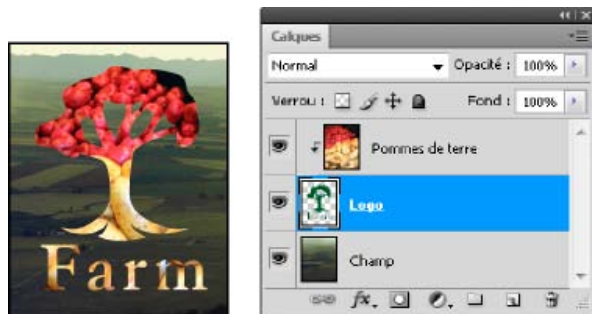 Farm
Calques
Normal Opacité : 100%
Verrou : Fond : 100%
Pommes de terre
Logo
Champ
fx.